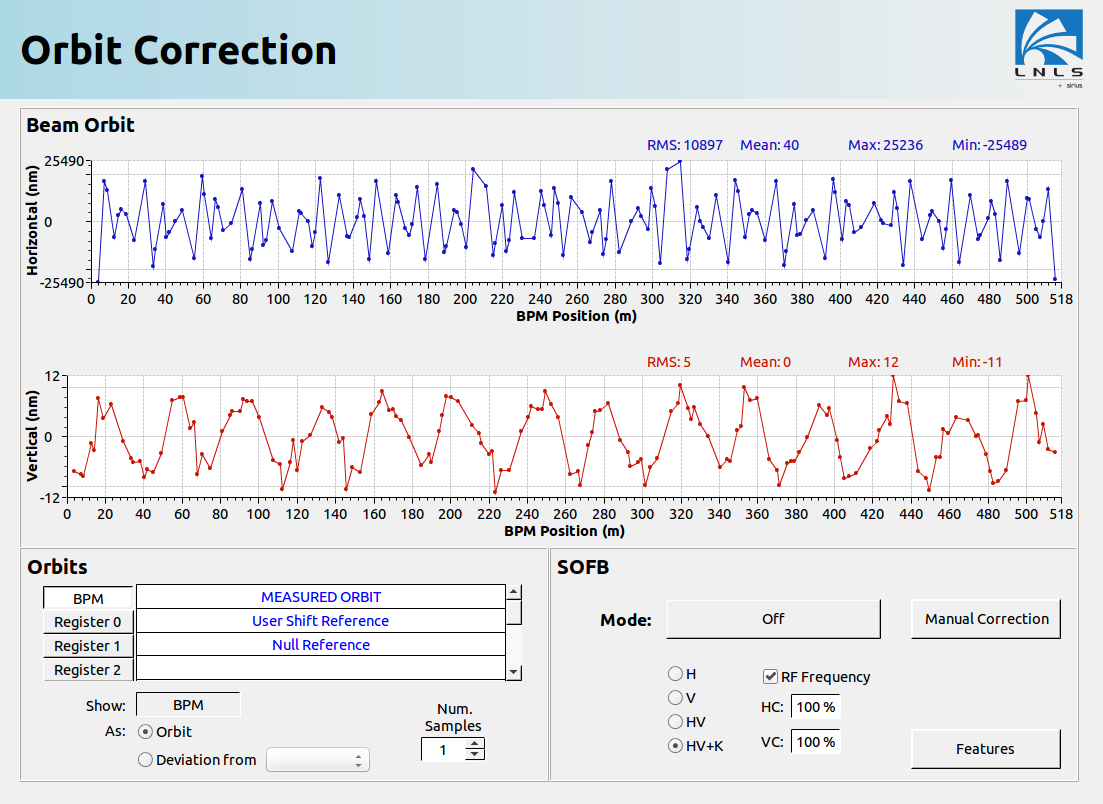 Orbit Correction
LNLS
sirius
Beam Orbit
RMS: 10897 Mean: 40 Max: 25236 Min: -25489
Horizontal (nm)
25490
0
-25490
0 20 40 60 80 100 120 140 160 180 200 220 240 260 280 300 320 340 360 380 400 420 440 460 480 500 518
BPM Position (m)
RMS: 5 Mean: 0 Max: 12 Min: -11
Vertical (nm)
12
0
-12
0 20 40 60 80 100 120 140 160 180 200 220 240 260 280 300 320 340 360 380 400 420 440 460 480 500 518
BPM Position (m)
Orbits
BPM MEASURED ORBIT
Register 0 User Shift Reference
Register 1 Null Reference
Register 2
Show: BPM
As: Orbit
Deviation from
Num.
Samples
1
SOFB
Mode: Off Manual Correction
H
V
HV
HV+K
RF Frequency
HC: 100 %
VC: 100 %
Features